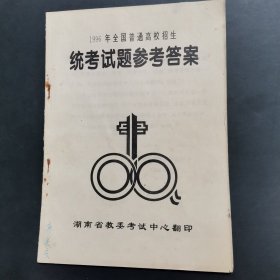 1996 年全国普通高校招生
统考试题参考答案
湖南省教委考试中心翻印